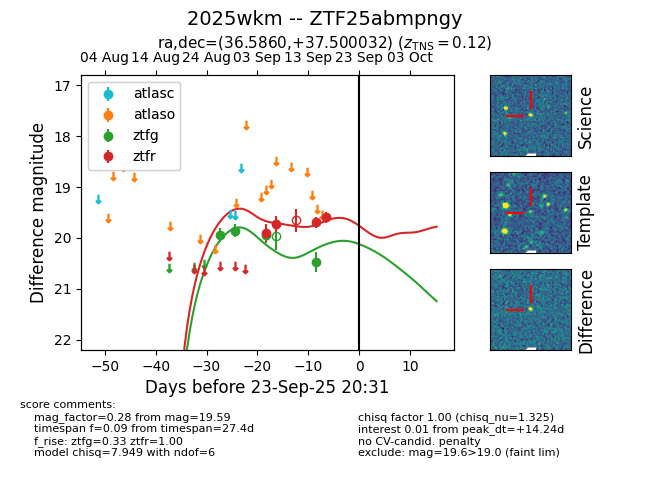 2025wkm -- ZTF25abmpngy
ra,dec=(36.5860,+37.500032) (z_TNS = 0.12)
04 Aug 14 Aug 24 Aug 03 Sep 13 Sep 23 Sep 03 Oct
atlasc
atlaso
ztfg
ztfr
17
18
19
20
21
22
Difference magnitude
−50 −40 −30 −20 −10 0 10
Days before 23-Sep-25 20:31
Science
Template
Difference
score comments:
mag_factor=0.28 from mag=19.59
timespan f=0.09 from timespan=27.4d
f_rise: ztfg=0.33 ztfr=1.00
model chisq=7.949 with ndof=6
chisq factor 1.00 (chisq_nu=1.325)
interest 0.01 from peak_dt=+14.24d
no CV-candid. penalty
exclude: mag=19.6>19.0 (faint lim)